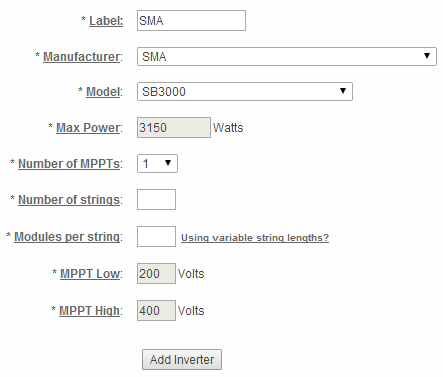 * Label: SMA
* Manufacturer: SMA
* Model: SB3000
* Max Power: 3150 Watts
* Number of MPPTs: 1
* Number of strings:
* Modules per string: Using variable string lengths?
* MPPT Low: 200 Volts
* MPPT High: 400 Volts
Add Inverter